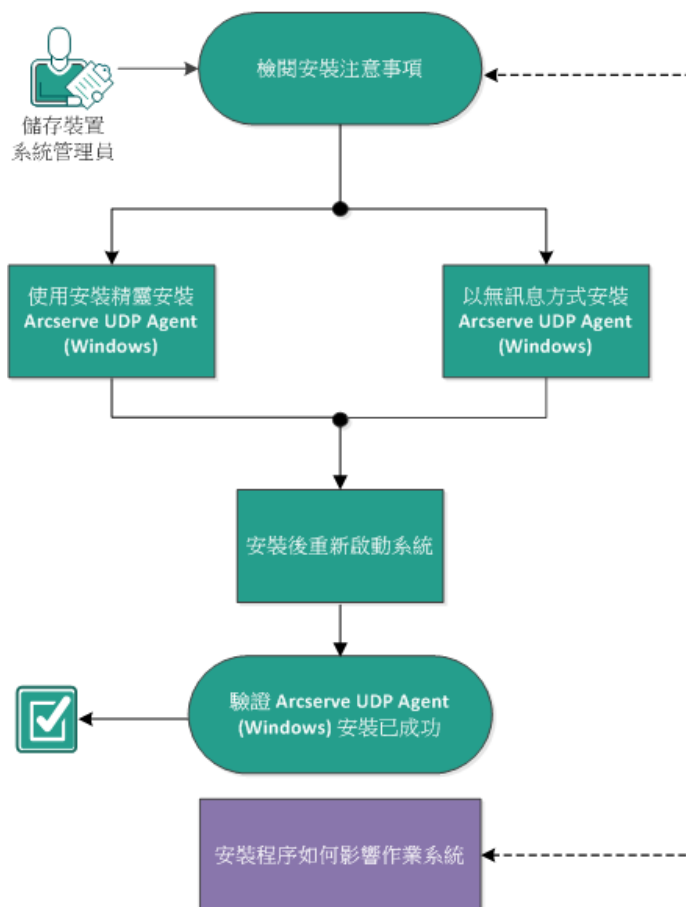 檢閱安裝注意事項
儲存裝置
系統管理員
使用安裝精靈安裝
Arcserve UDP Agent
(Windows)
以無訊息方式安裝
Arcserve UDP Agent
(Windows)
安裝後重新啟動系統
驗證 Arcserve UDP Agent
(Windows) 安裝已成功
安裝程序如何影響作業系統